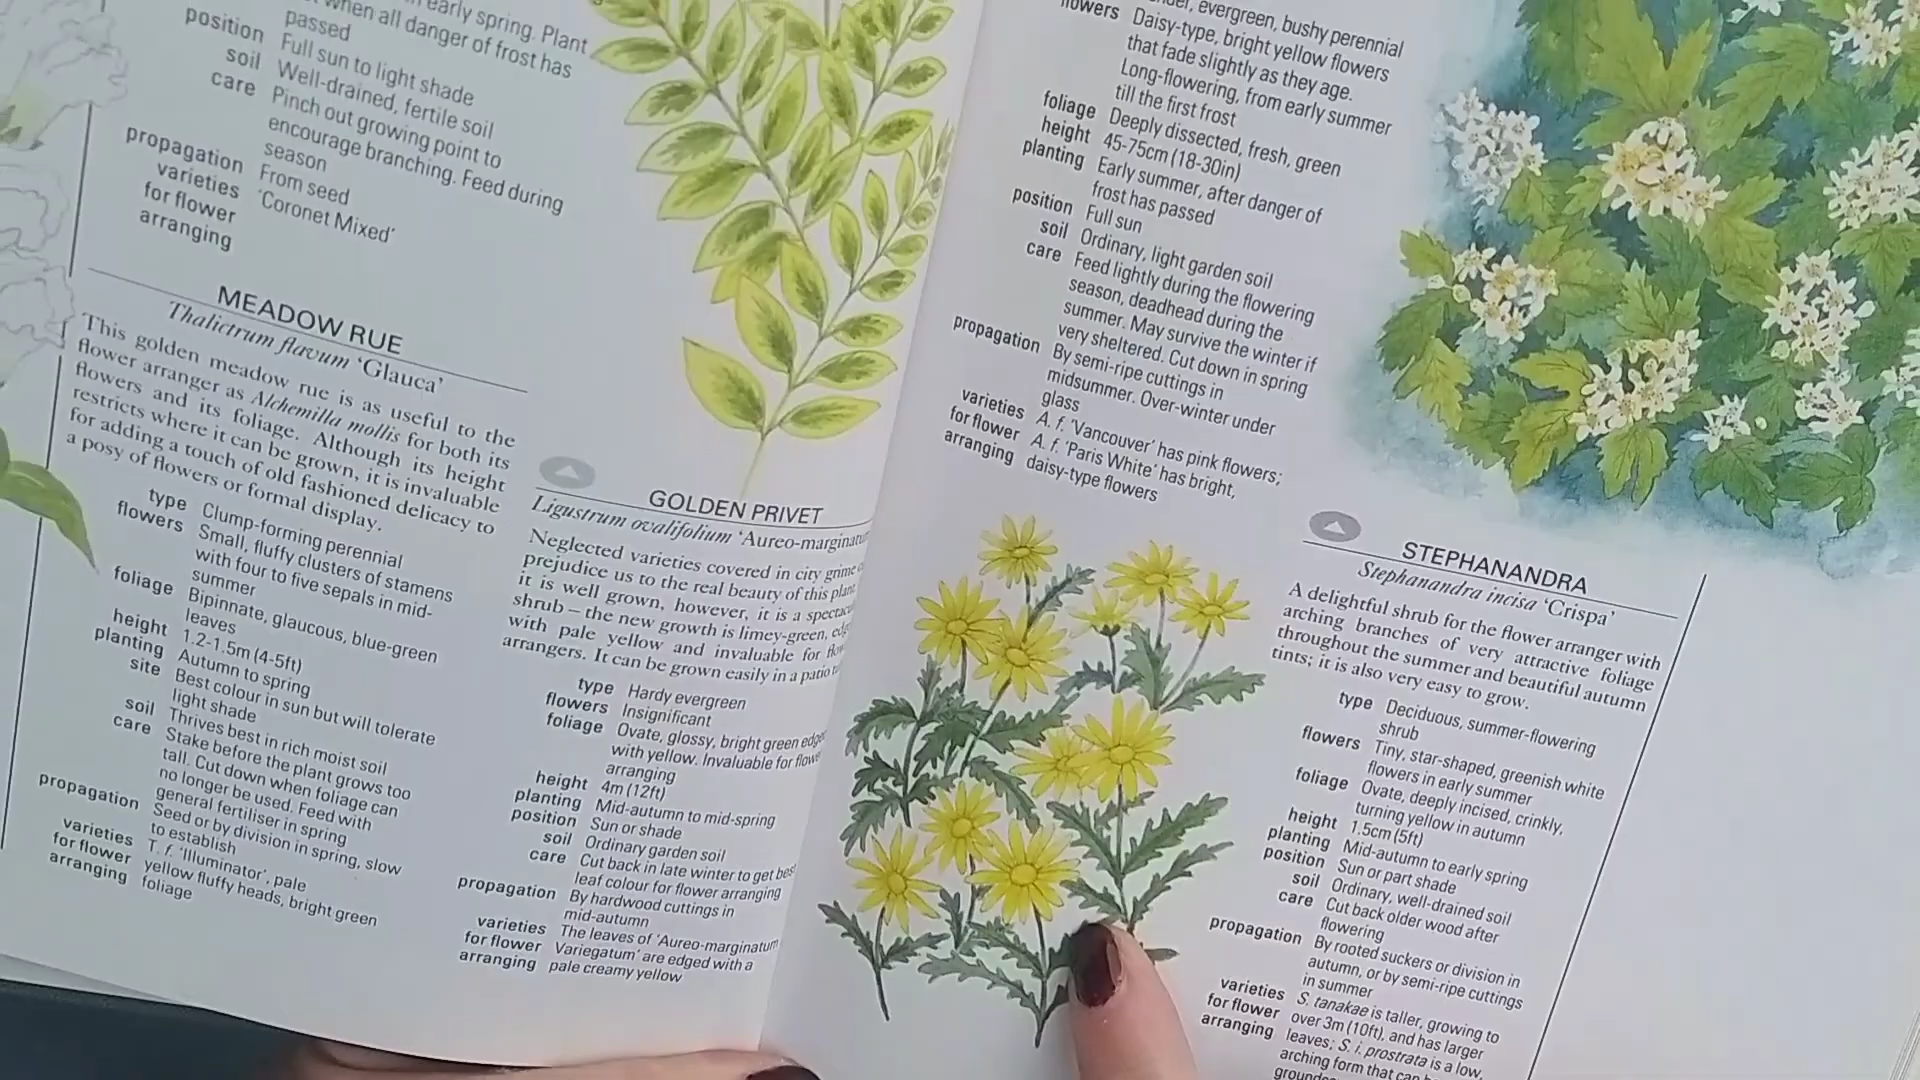 early spring. Plant
when all danger of frost has
passed
position Full sun to light shade
soil Well-drained, fertile soil
care Pinch out growing point to
encourage branching. Feed during
season
propagation From seed
varieties 'Coronet Mixed'
for flower
arranging
MEADOW RUE
Thalictrum flavum 'Glauca'
This golden meadow rue is as useful to the
flower arranger as Alchemilla mollis for both its
flowers and its foliage. Although its height
restricts where it can be grown, it is invaluable
for adding a touch of old fashioned delicacy to
a posy of flowers or formal display.
type Clump-forming perennial
flowers Small, fluffy clusters of stamens
with four to five sepals in mid-
summer
foliage Bipinnate, glaucous, blue-green
leaves
height 1.2-1.5m (4-5ft)
planting Autumn to spring
site Best colour in sun but will tolerate
light shade
soil Thrives best in rich moist soil
care Stake before the plant grows too
tall. Cut down when foliage can
no longer be used. Feed with
general fertiliser in spring
propagation Seed or by division in spring, slow
to establish
varieties T. f. 'Illuminator', pale
for flower yellow fluffy heads, bright green
arranging foliage
GOLDEN PRIVET
Ligustrum ovalifolium 'Aureo-marginatum
Neglected varieties covered in city grime
prejudice us to the real beauty of this plant.
it is well grown, however, it is a
shrub – the new growth is limey-green,
with pale yellow and invaluable for
arrangers. It can be grown easily in a patio
type Hardy evergreen
flowers Insignificant
foliage Ovate, glossy, bright green edged
with yellow. Invaluable for
arranging
height 4m (12ft)
planting Mid-autumn to mid-spring
position Sun or shade
soil Ordinary garden soil
care Cut back in late winter to get best
leaf colour for flower arranging
propagation By hardwood cuttings in
mid-autumn
varieties The leaves of 'Aureo-marginatum
for flower Variegatum' are edged with a
arranging pale creamy yellow
evergreen, bushy perennial
flowers Daisy-type, bright yellow flowers
that fade slightly as they age.
Long-flowering, from early summer
till the first frost
foliage Deeply dissected, fresh, green
height 45-75cm (18-30in)
planting Early summer, after danger of
frost has passed
position Full sun
soil Ordinary, light garden soil
care Feed lightly during the flowering
season, deadhead during the
summer. May survive the winter if
very sheltered. Cut down in spring
propagation By semi-ripe cuttings in
midsummer. Over-winter under
glass
varieties A. f. 'Vancouver' has pink flowers;
for flower A. f. 'Paris White' has bright,
arranging daisy-type flowers
STEPHANANDRA
Stephanandra incisa 'Crispa'
A delightful shrub for the flower arranger with
arching branches of very attractive foliage
throughout the summer and beautiful autumn
tints; it is also very easy to grow.
type Deciduous, summer-flowering
shrub
flowers Tiny, star-shaped, greenish white
flowers in early summer
foliage Ovate, deeply incised, crinkly,
turning yellow in autumn
height 1.5cm (5ft)
planting Mid-autumn to early spring
position Sun or part shade
soil Ordinary, well-drained soil
care Cut back older wood after
flowering
propagation By rooted suckers or division in
autumn, or by semi-ripe cuttings
in summer
varieties S. tanakae is taller, growing to
for flower over 3m (10ft), and has larger
arranging leaves; S. i. prostrata is a low,
arching form that can